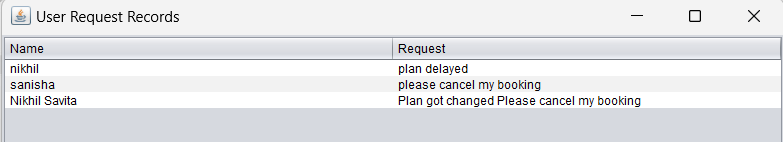 User Request Records
Name Request
nikhil plan delayed
sanisha please cancel my booking
Nikhil Savita Plan got changed Please cancel my booking